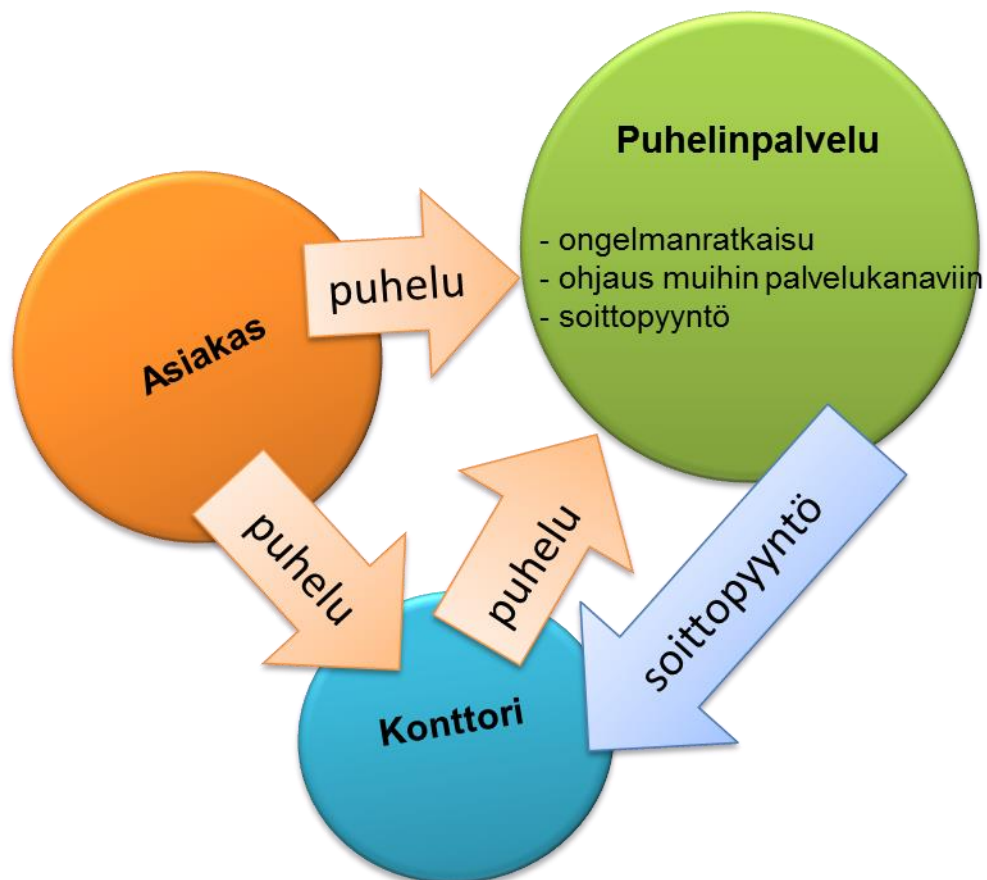 Puhelinpalvelu
- ongelmanratkaisu
- ohjaus muihin palvelukanaviin
- soittopyyntö
puhelu
Asiakas
puhelu
puhelu
soittopyyntö
Konttori